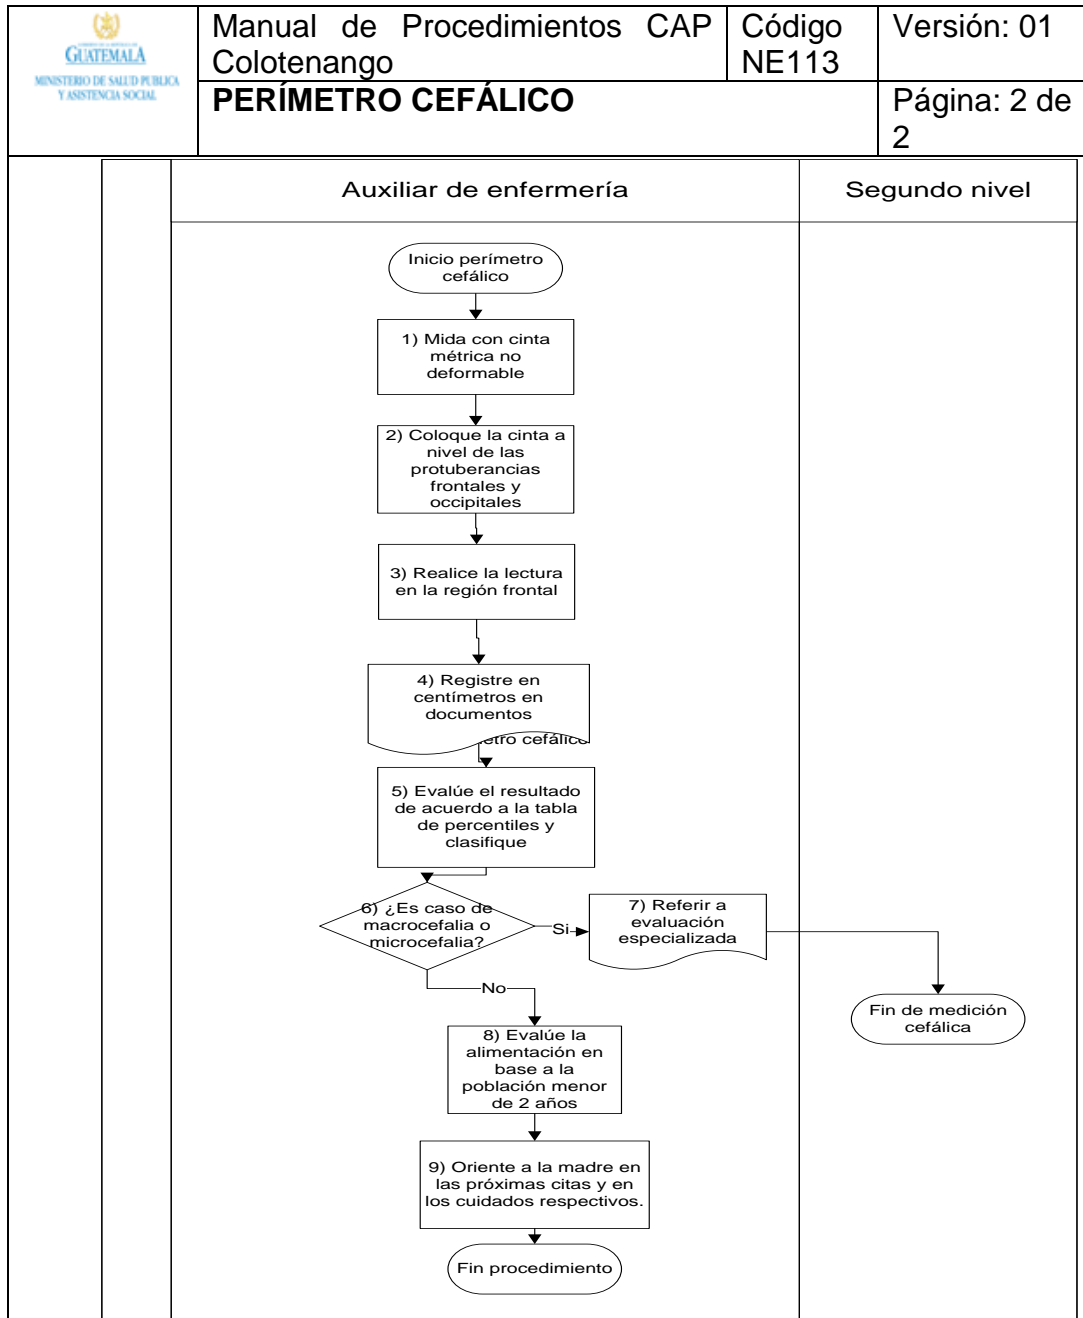 GOBIERNO DE LA REPÚBLICA DE
GUATEMALA
MINISTERIO DE SALUD PUBLICA
Y ASISTENCIA SOCIAL
Manual de Procedimientos CAP
Colotenango
Código
NE113
Versión: 01
PERÍMETRO CEFÁLICO
Página: 2 de
2
Auxiliar de enfermería
Segundo nivel
Inicio perímetro
cefálico
1) Mida con cinta
métrica no
deformable
2) Coloque la cinta a
nivel de las
protuberancias
frontales y
occipitales
3) Realice la lectura
en la región frontal
4) Registre en
centímetros en
documentos
etro cefálico
5) Evalúe el resultado
de acuerdo a la tabla
de percentiles y
clasifique
6) ¿Es caso de
macrocefalia o
microcefalia?
Si
7) Referir a
evaluación
especializada
No
Fin de medición
cefálica
8) Evalúe la
alimentación en
base a la
población menor
de 2 años
9) Oriente a la madre en
las próximas citas y en
los cuidados respectivos.
Fin procedimiento